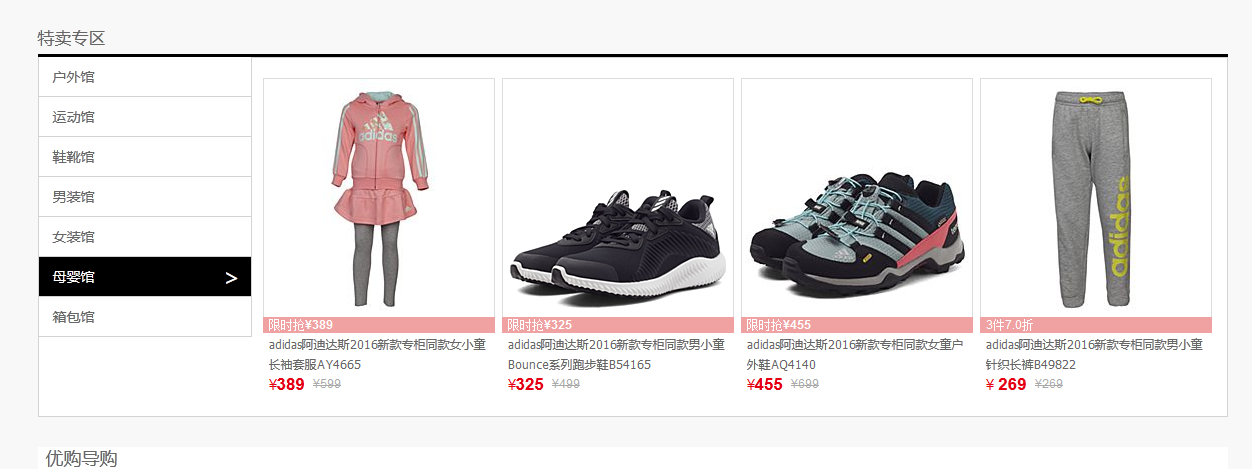 特卖专区
户外馆
运动馆
鞋靴馆
男装馆
女装馆
母婴馆 >
箱包馆
adidas
adidas
限时抢¥389
限时抢¥325
限时抢¥455
3件7.0折
adidas阿迪达斯2016新款专柜同款女小童
长袖套服AY4665
¥389 ¥599
adidas阿迪达斯2016新款专柜同款男小童
Bounce系列跑步鞋B54165
¥325 ¥499
adidas阿迪达斯2016新款专柜同款女童户
外鞋AQ4140
¥455 ¥699
adidas阿迪达斯2016新款专柜同款男小童
针织长裤B49822
¥ 269 ¥269
优购导购